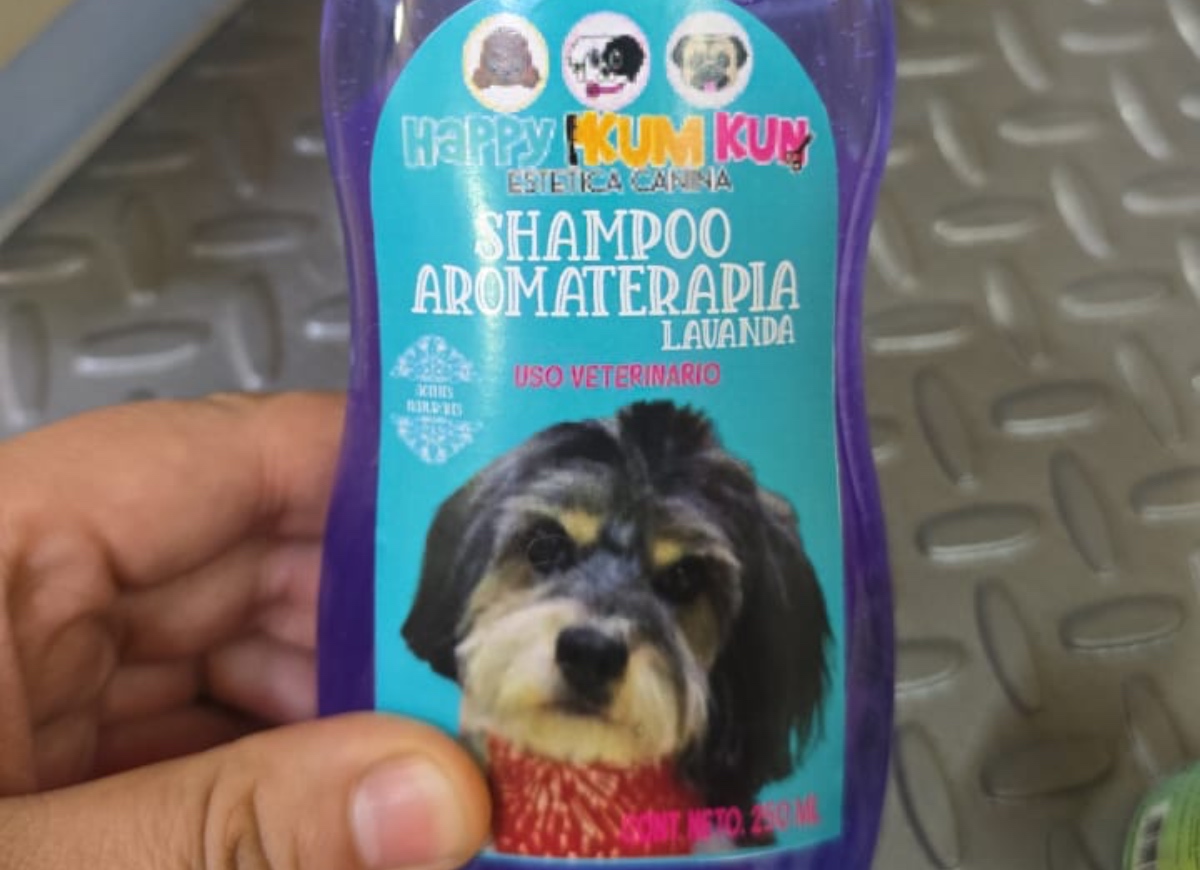 HAPPY KUM KUN
ESTETICA CANINA
SHAMPOO
AROMATERAPIA
LAVANDA
USO VETERINARIO
CONT. NETO. 250 ML